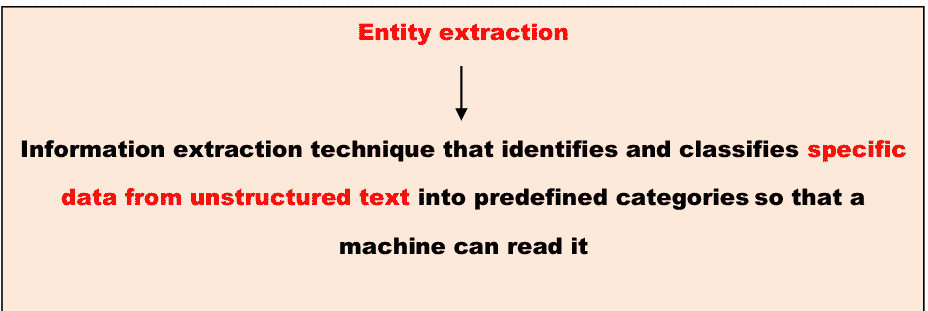 Entity extraction
Information extraction technique that identifies and classifies specific
data from unstructured text into predefined categories so that a
machine can read it